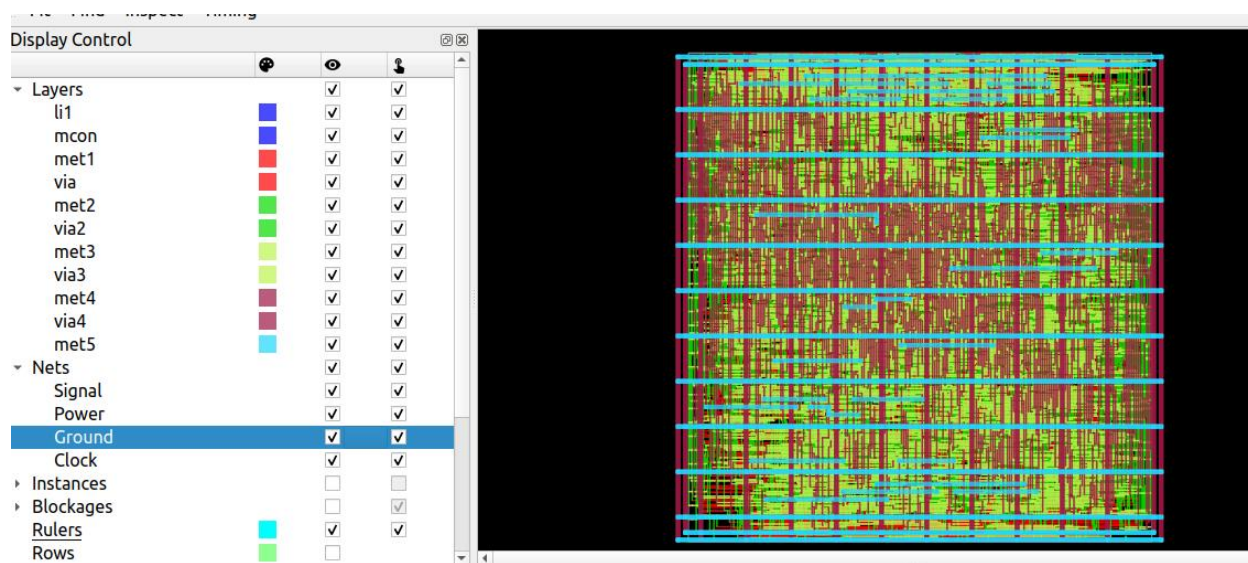 Display Control
Layers
li1
mcon
met1
via
met2
via2
met3
via3
met4
via4
met5
Nets
Signal
Power
Ground
Clock
Instances
Blockages
Rulers
Rows